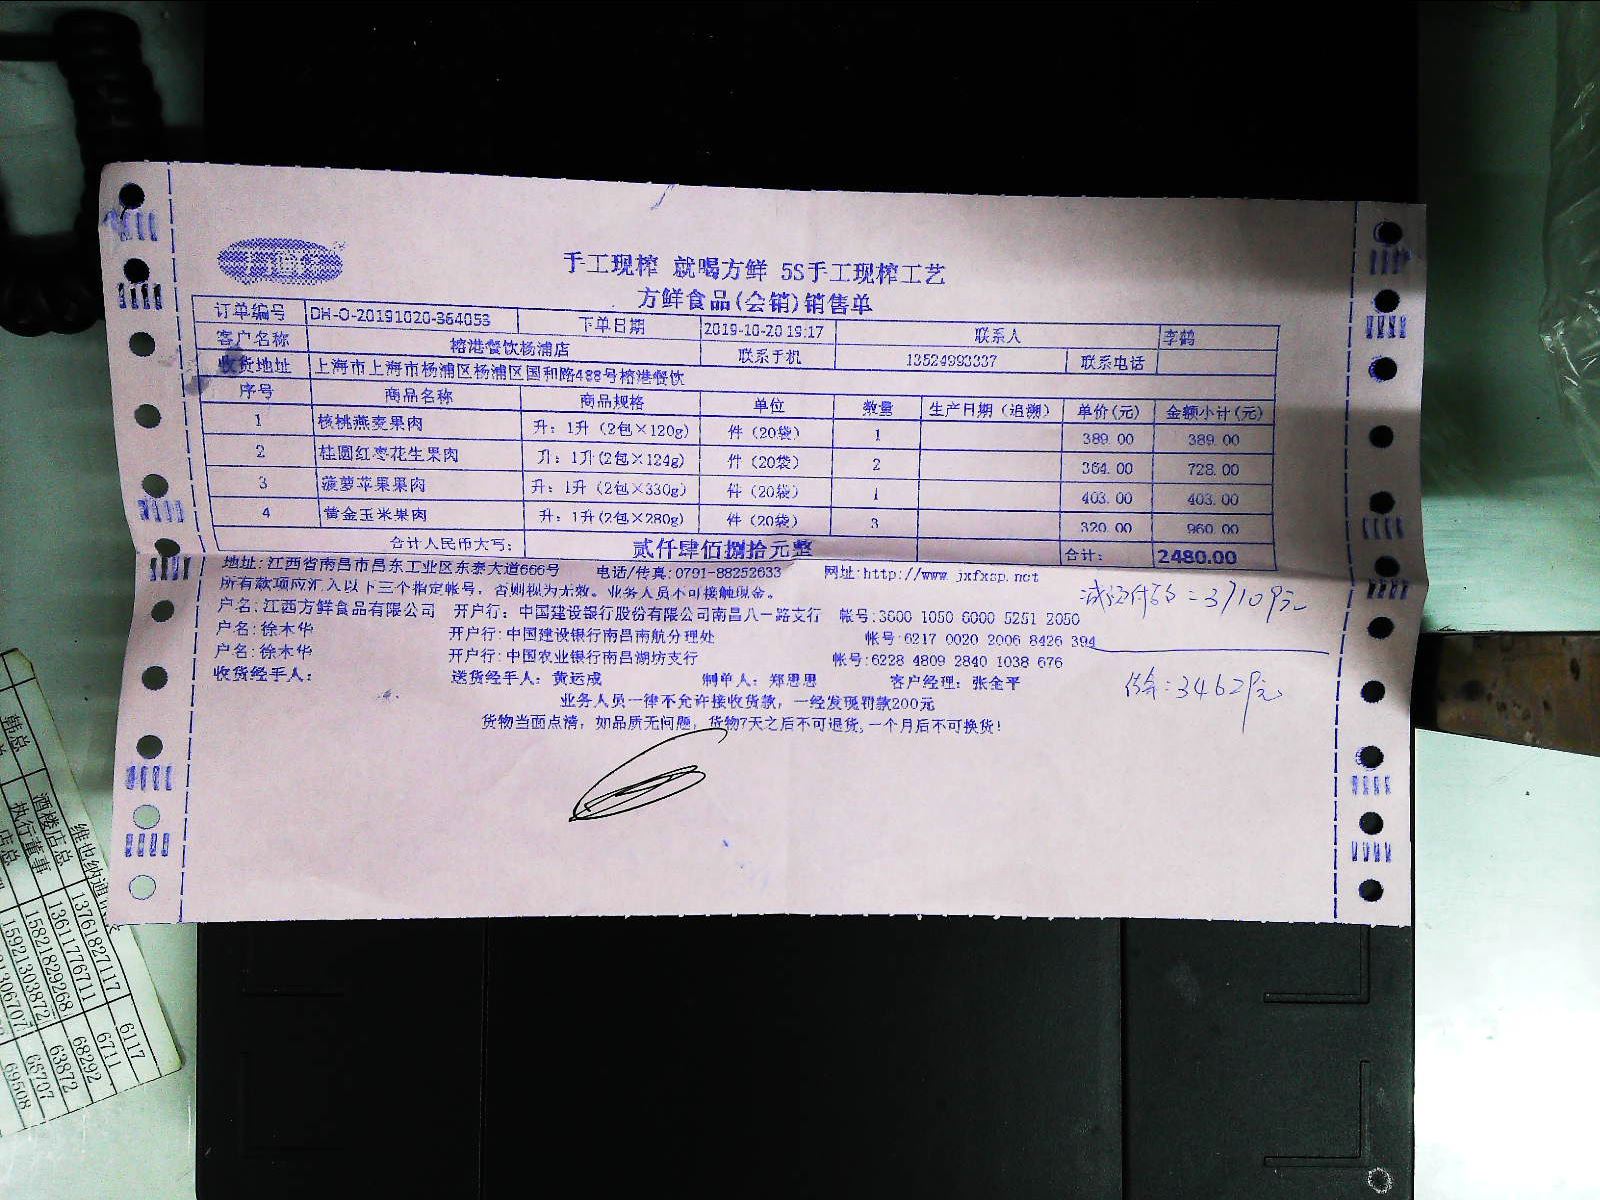 手工现榨 就喝方鲜 5S手工现榨工艺
方鲜食品(会销)销售单
订单编号 DH-O-20191020-364053 下单日期 2019-10-20 19:17 联系人 李鹤
客户名称 榕港餐饮杨浦店 联系手机 13524993337 联系电话
收货地址 上海市上海市杨浦区杨浦区国和路488号榕港餐饮
序号 商品名称 商品规格 单位 数量 生产日期（追溯） 单价(元) 金额小计(元)
1 核桃燕麦果肉 升：1升（2包×120g） 件（20袋） 1 389.00 389.00
2 桂圆红枣花生果肉 升：1升(2包×124g) 件（20袋） 2 364.00 728.00
3 菠萝苹果果肉 升：1升（2包×330g） 件（20袋） 1 403.00 403.00
4 黄金玉米果肉 升：1升(2包×280g) 件（20袋） 3 320.00 960.00
合计人民币大写： 贰仟肆佰捌拾元整 合计： 2480.00
地址：江西省南昌市昌东工业区东泰大道666号 电话/传真:0791-88252633 网址:http://www.jxfxsp.net
所有款项应汇入以下三个指定帐号，否则视为无效。业务人员不可接触现金。
户名：江西方鲜食品有限公司 开户行：中国建设银行股份有限公司南昌八一路支行 帐号:3600 1050 6000 5251 2050
户名：徐木华 开户行：中国建设银行南昌南航分理处 帐号:6217 0020 2006 8426 394
户名：徐木华 开户行：中国农业银行南昌湖坊支行 帐号:6228 4809 2840 1038 676
收货经手人： 送货经手人：黄远成 制单人：郑思思 客户经理：张金平
业务人员一律不允许接收货款，一经发现罚款200元
货物当面点清，如品质无问题，货物7天之后不可退货,一个月后不可换货！
韩总
酒楼店总
执行董事
店总
13761827117 6117
13611776711 6711
15821829268 68292
15921303872 63872
66707
69508